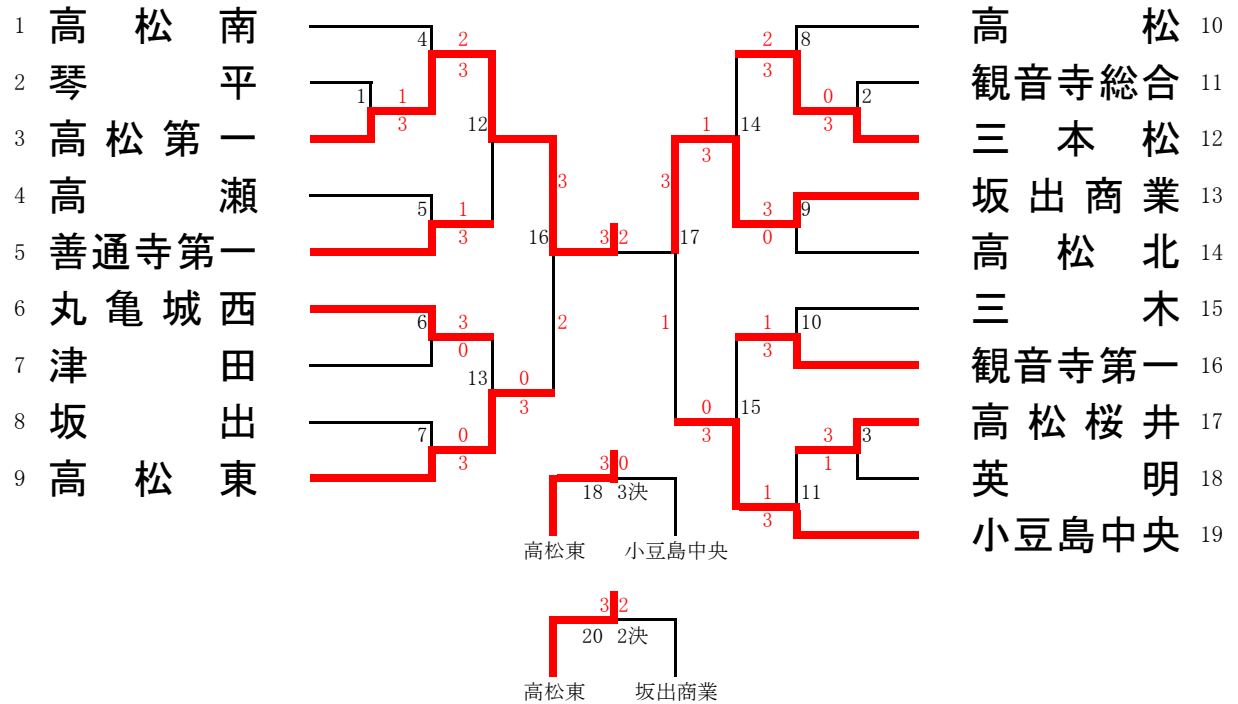 1 高松南
2 琴平
3 高松第一
4 高瀬
5 善通寺第一
6 丸亀城西
7 津田
8 坂出
9 高松東
高松 10
観音寺総合 11
三本松 12
坂出商業 13
高松北 14
三木 15
観音寺第一 16
高松桜井 17
英明 18
小豆島中央 19
4 2 3
1 1 3
12
5 1 3
16 3 2
6 3 0
13 0 3
7 0 3
3 2
2 8 3
0 2 3
1 14 3
3 9 0
3 17 1
1 10 3
0 15 3
3 3 1
1 11 3
3 0
18 3決
高松東 小豆島中央
3 2
20 2決
高松東 坂出商業